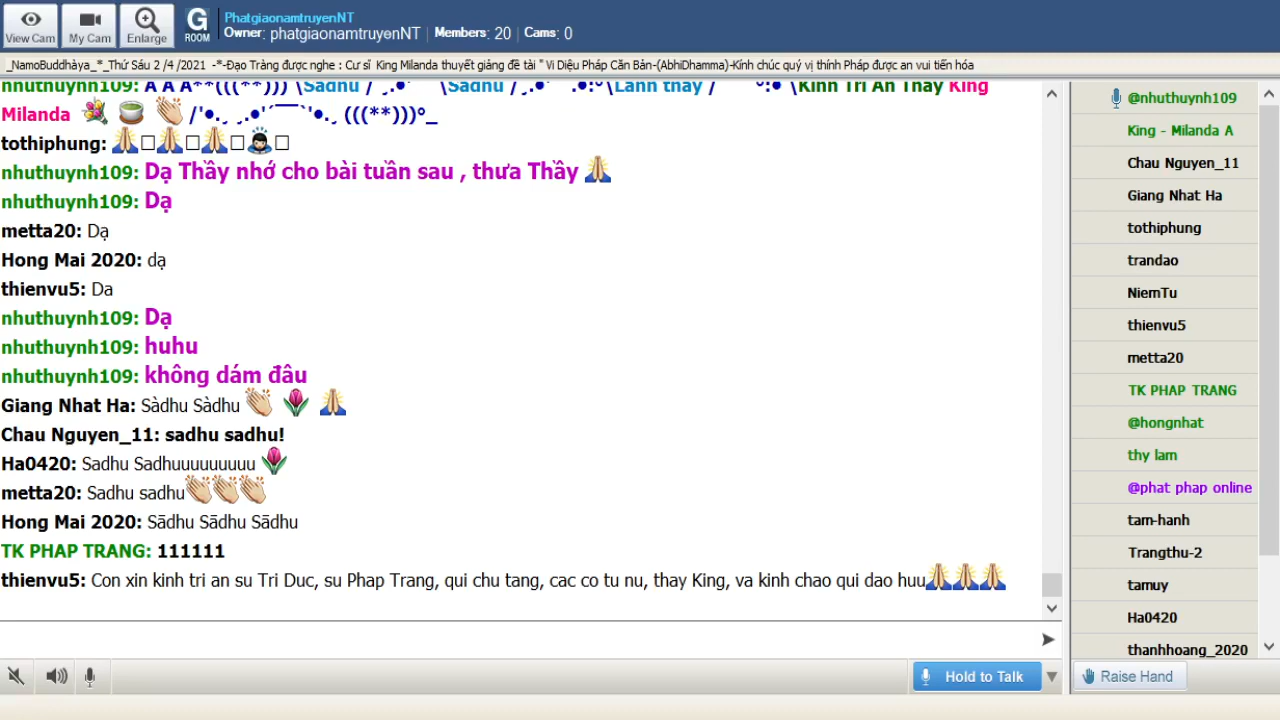 View Cam
My Cam
Enlarge
G
ROOM
PhatgiaonamtruyenNT
Owner: phatgiaonamtruyenNT | Members: 20 | Cams: 0
_NamoBuddhàya_*_Thứ Sáu 2 /4 /2021 -*-Đạo Tràng được nghe : Cư sĩ King Milanda thuyết giảng đề tài " Vi Diệu Pháp Căn Bản-(AbhiDhamma)-Kính chúc quý vị thính Pháp được an vui tiến hóa
Milanda
tothiphung:
nhuthuynh109: Dạ Thầy nhớ cho bài tuần sau , thưa Thầy
nhuthuynh109: Dạ
metta20: Dạ
Hong Mai 2020: dạ
thienvu5: Da
nhuthuynh109: Dạ
nhuthuynh109: huhu
nhuthuynh109: không dám đâu
Giang Nhat Ha: Sàdhu Sàdhu
Chau Nguyen_11: sadhu sadhu!
Ha0420: Sadhu Sadhuuuuuuuuu
metta20: Sadhu sadhu
Hong Mai 2020: Sādhu Sādhu Sādhu
TK PHAP TRANG: 111111
thienvu5: Con xin kinh tri an su Tri Duc, su Phap Trang, qui chu tang, cac co tu nu, thay King, va kinh chao qui dao huu
@nhuthuynh109
King - Milanda A
Chau Nguyen_11
Giang Nhat Ha
tothiphung
trandao
NiemTu
thienvu5
metta20
TK PHAP TRANG
@hongnhat
thy lam
@phat phap online
tam-hanh
Trangthu-2
tamuy
Ha0420
thanhhoang_2020
Hold to Talk
Raise Hand